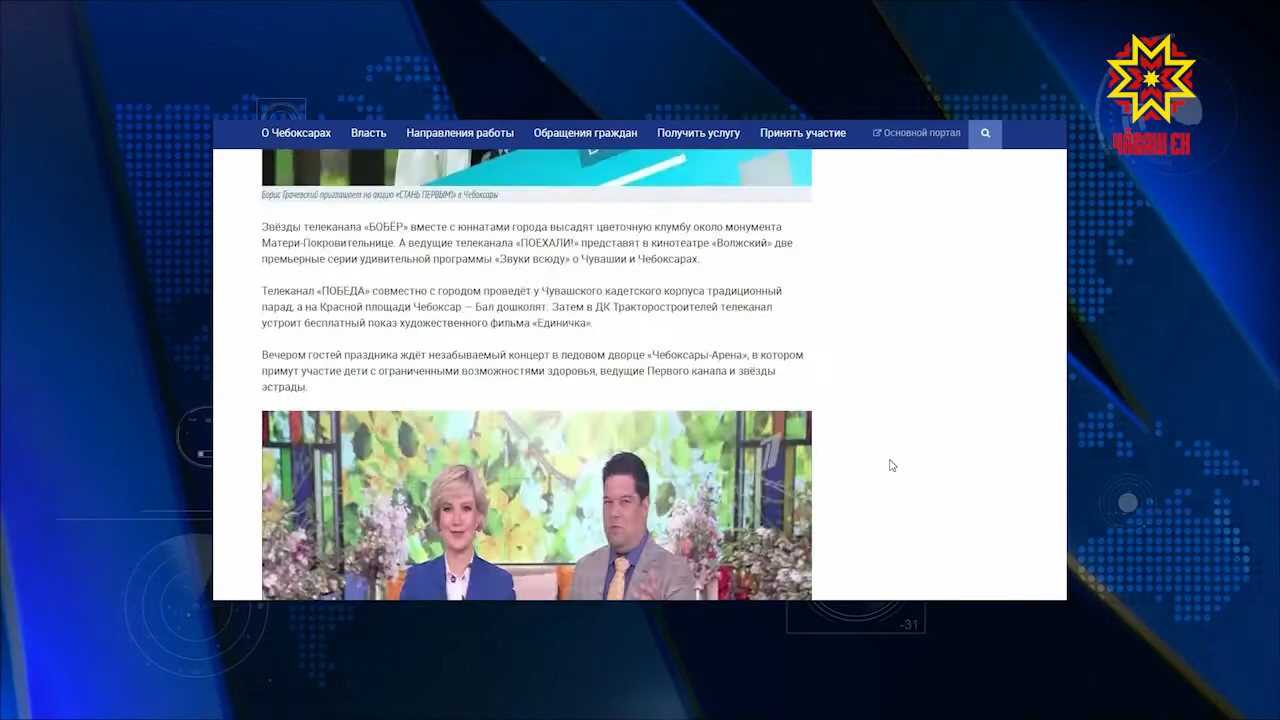 ЧӐВАШ ЕН
О Чебоксарах Власть Направления работы Обращения граждан Получить услугу Принять участие Основной портал
Борис Грачевский приглашает на акцию «СТАНЬ ПЕРВЫМ!» в Чебоксары
Звёзды телеканала «БОБЁР» вместе с юннатами города высадят цветочную клумбу около монумента
Матери-Покровительнице. А ведущие телеканала «ПОЕХАЛИ!» представят в кинотеатре «Волжский» две
премьерные серии удивительной программы «Звуки всюду» о Чувашии и Чебоксарах.
Телеканал «ПОБЕДА» совместно с городом проведёт у Чувашского кадетского корпуса традиционный
парад, а на Красной площади Чебоксар — Бал дошколят. Затем в ДК Тракторостроителей телеканал
устроит бесплатный показ художественного фильма «Единичка».
Вечером гостей праздника ждёт незабываемый концерт в ледовом дворце «Чебоксары-Арена», в котором
примут участие дети с ограниченными возможностями здоровья, ведущие Первого канала и звёзды
эстрады.
-31